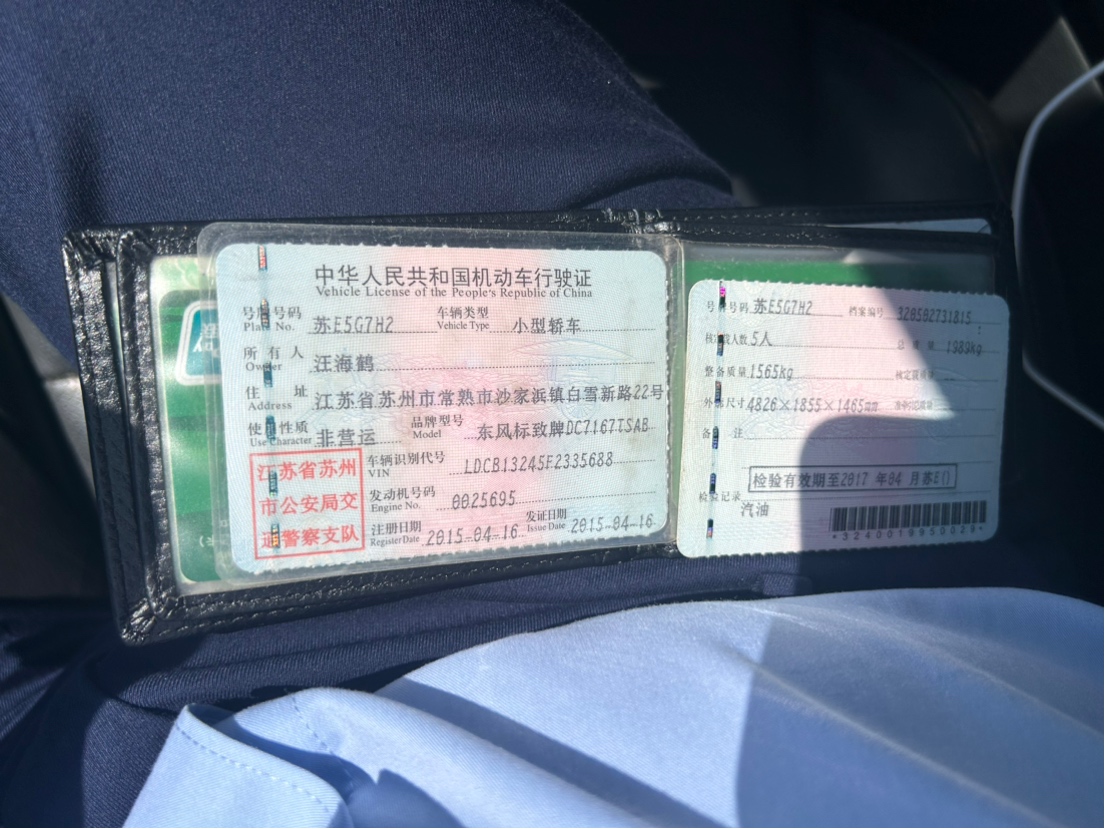 中华人民共和国机动车行驶证
Vehicle License of the People's Republic of China
号牌号码 苏E5G7H2 车辆类型 小型轿车
Plate No. Vehicle Type
所有人 汪海鹤
Owner
住址 江苏省苏州市常熟市沙家浜镇白雪新路22号
Address
使用性质 非营运 品牌型号 东风标致牌DC7167TSAB
Use Character Model
江苏省苏州
市公安局交
通警察支队
车辆识别代号 LDCB13245F2335688
VIN
发动机号码 0025695
Engine No.
注册日期 2015-04-16 发证日期 2015-04-16
Register Date Issue Date
号牌号码 苏E5G7H2 档案编号 320502731815
核定载人数 5人 总质量 1983kg
整备质量 1565kg 核定载质量
外廓尺寸 4826×1855×1465mm
备注
检验有效期至2017年04月苏E()
检验记录
汽油
*3240019950029*